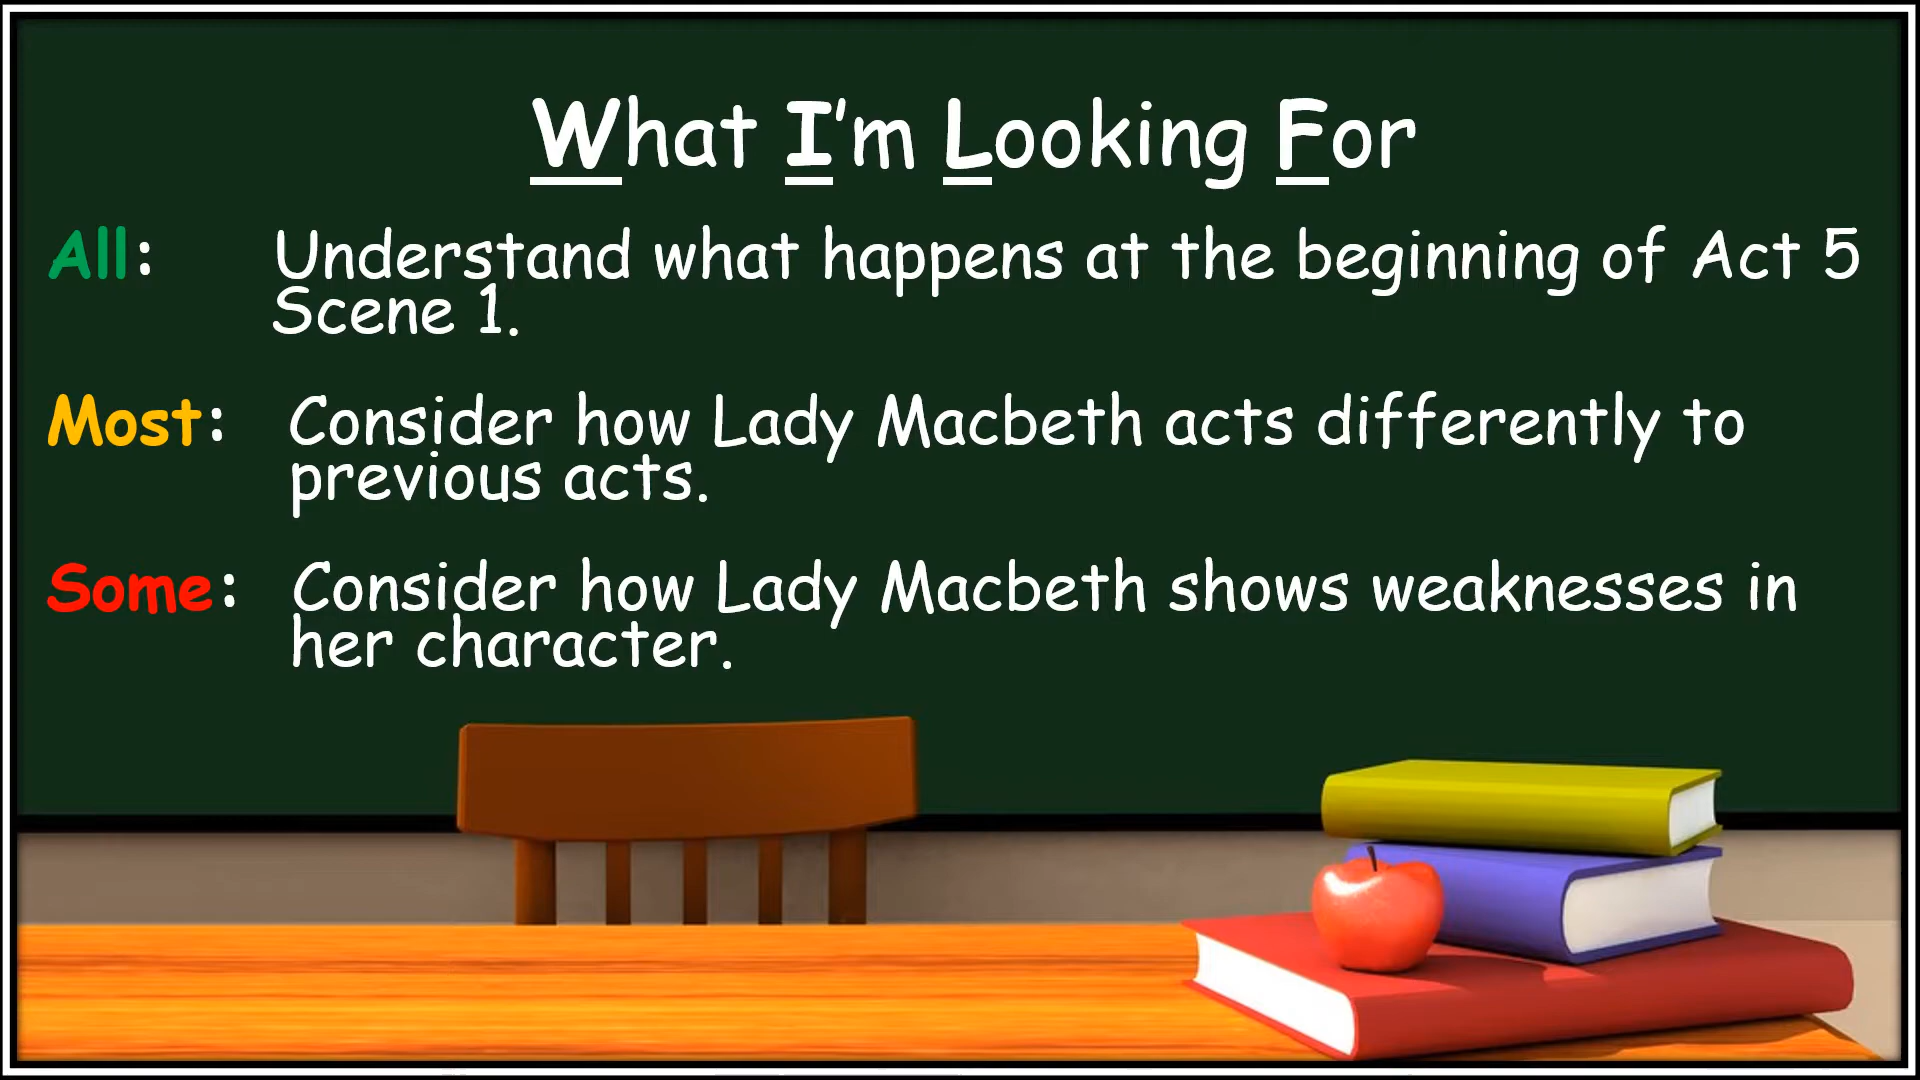 What I'm Looking For
All: Understand what happens at the beginning of Act 5
Scene 1.
Most: Consider how Lady Macbeth acts differently to
previous acts.
Some: Consider how Lady Macbeth shows weaknesses in
her character.